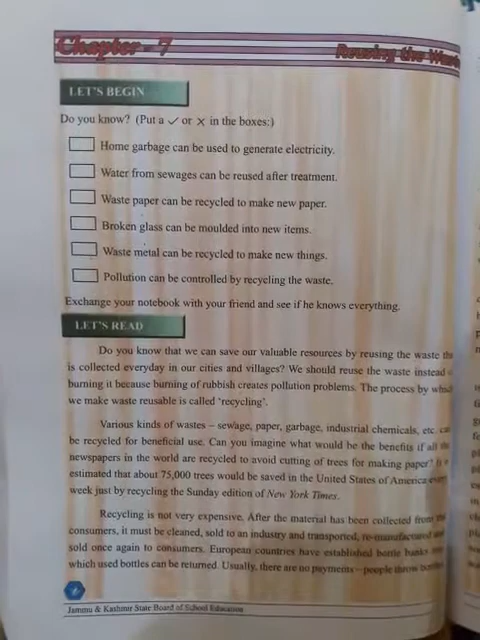 Chapter - 7
Reusing the Waste
LET'S BEGIN
Do you know? (Put a ✓ or ✗ in the boxes:)
Home garbage can be used to generate electricity.
Water from sewages can be reused after treatment.
Waste paper can be recycled to make new paper.
Broken glass can be moulded into new items.
Waste metal can be recycled to make new things.
Pollution can be controlled by recycling the waste.
Exchange your notebook with your friend and see if he knows everything.
LET'S READ
Do you know that we can save our valuable resources by reusing the waste
is collected everyday in our cities and villages? We should reuse the waste instead
burning it because burning of rubbish creates pollution problems. The process by
we make waste reusable is called 'recycling'.
Various kinds of wastes – sewage, paper, garbage, industrial chemicals, etc.
be recycled for beneficial use. Can you imagine what would be the benefits if all
newspapers in the world are recycled to avoid cutting of trees for making paper?
estimated that about 75,000 trees would be saved in the United States of America every
week just by recycling the Sunday edition of New York Times.
Recycling is not very expensive. After the material has been collected from
consumers, it must be cleaned, sold to an industry and transported, re-manufactured
sold once again to consumers. European countries have established bottle banks
which used bottles can be returned. Usually, there are no payments – people throw
Jammu & Kashmir State Board of School Education